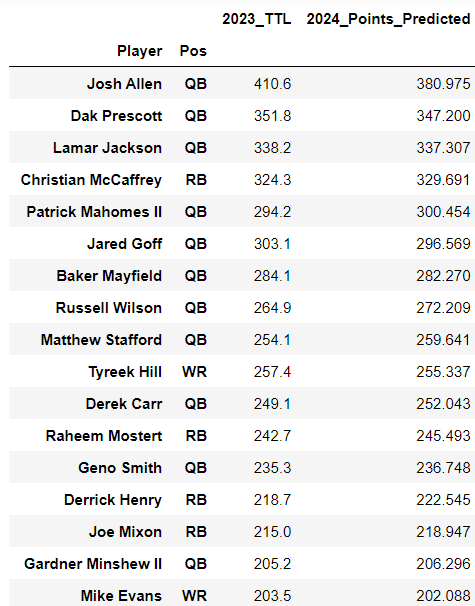 2023_TTL 2024_Points_Predicted
Player Pos
Josh Allen QB 410.6 380.975
Dak Prescott QB 351.8 347.200
Lamar Jackson QB 338.2 337.307
Christian McCaffrey RB 324.3 329.691
Patrick Mahomes II QB 294.2 300.454
Jared Goff QB 303.1 296.569
Baker Mayfield QB 284.1 282.270
Russell Wilson QB 264.9 272.209
Matthew Stafford QB 254.1 259.641
Tyreek Hill WR 257.4 255.337
Derek Carr QB 249.1 252.043
Raheem Mostert RB 242.7 245.493
Geno Smith QB 235.3 236.748
Derrick Henry RB 218.7 222.545
Joe Mixon RB 215.0 218.947
Gardner Minshew II QB 205.2 206.296
Mike Evans WR 203.5 202.088